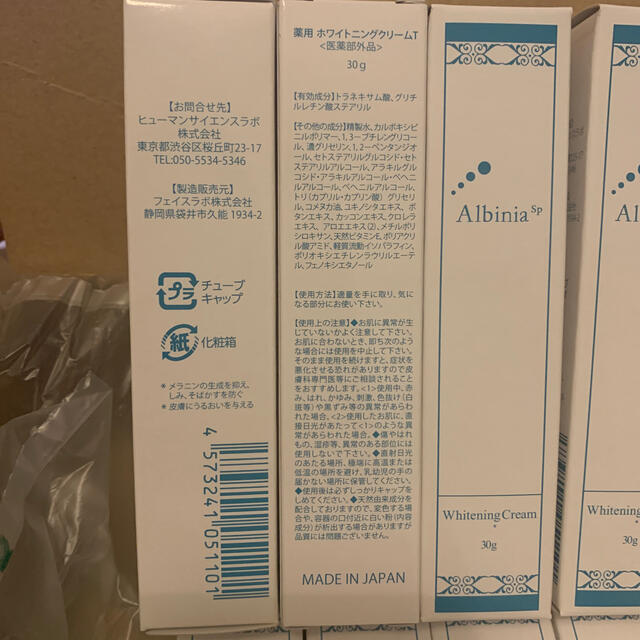 【お問合せ先】
ヒューマンサイエンスラボ
株式会社
東京都渋谷区桜丘町23-17
TEL:050-5534-5346
【製造販売元】
フェイスラボ株式会社
静岡県袋井市久能 1934-2
プラ
チューブ
キャップ
紙
化粧箱
＊メラニンの生成を抑え、
しみ、そばかすを防ぐ
＊皮膚にうるおいを与える
4573241051101
薬用 ホワイトニングクリームT
<医薬部外品>
30g
【有効成分】トラネキサム酸、グリチ
ルレチン酸ステアリル
【その他の成分】精製水、カルボキシビ
ニルポリマー、1,3-ブチレングリコー
ル、濃グリセリン、1,2-ペンタンジオ
ール、セトステアリルグルコシド・セト
ステアリルアルコール、アラキルグル
コシド・アラキルアルコール・ベヘニ
ルアルコール、ベヘニルアルコール、
トリ(カプリル・カプリン酸)グリセリ
ル、コメヌカ油、ユキノシタエキス、ボ
タンエキス、カッコンエキス、クロレラ
エキス、アロエエキス(2)、メチルポリ
シロキサン、天然ビタミンE、ポリアクリ
ル酸アミド、軽質流動イソパラフィン、
ポリオキシエチレンラウリルエーテ
ル、フェノキシエタノール
【使用方法】適量を手に取り、気に
なる部分にお使い下さい。
【使用上の注意】◆お肌に異常が生
じていないかよく注意して下さい。
お肌に合わないとき、即ち次のよう
な場合には使用を中止して下さい。
そのまま使用を続けますと、症状を
悪化させる恐れがありますので皮
膚科専門医等にご相談されること
をおすすめします。<1>使用中、赤
み、はれ、かゆみ、刺激、色抜け(白
斑等)や黒ずみ等の異常があらわ
れた場合、<2>使用したお肌に、直
接日光があたって<1>のような異
常があらわれた場合。◆傷やはれ
もの、湿疹等、異常のある部位には
使用しないで下さい。◆直射日光
のあたる場所、極端に高温または
低温の場所を避け、乳幼児の手の
届かない場所に保管してください。
◆使用後は必ずしっかりキャップを
しめてください。◆天然由来成分を
配合しておりますので、変色する場
合や、容器の口付近に白い粉(内容
成分)が析出する場合がありますが
品質には問題ございません。
MADE IN JAPAN
Albinia SP
Whitening Cream
30g
Albi
Whitening
30g